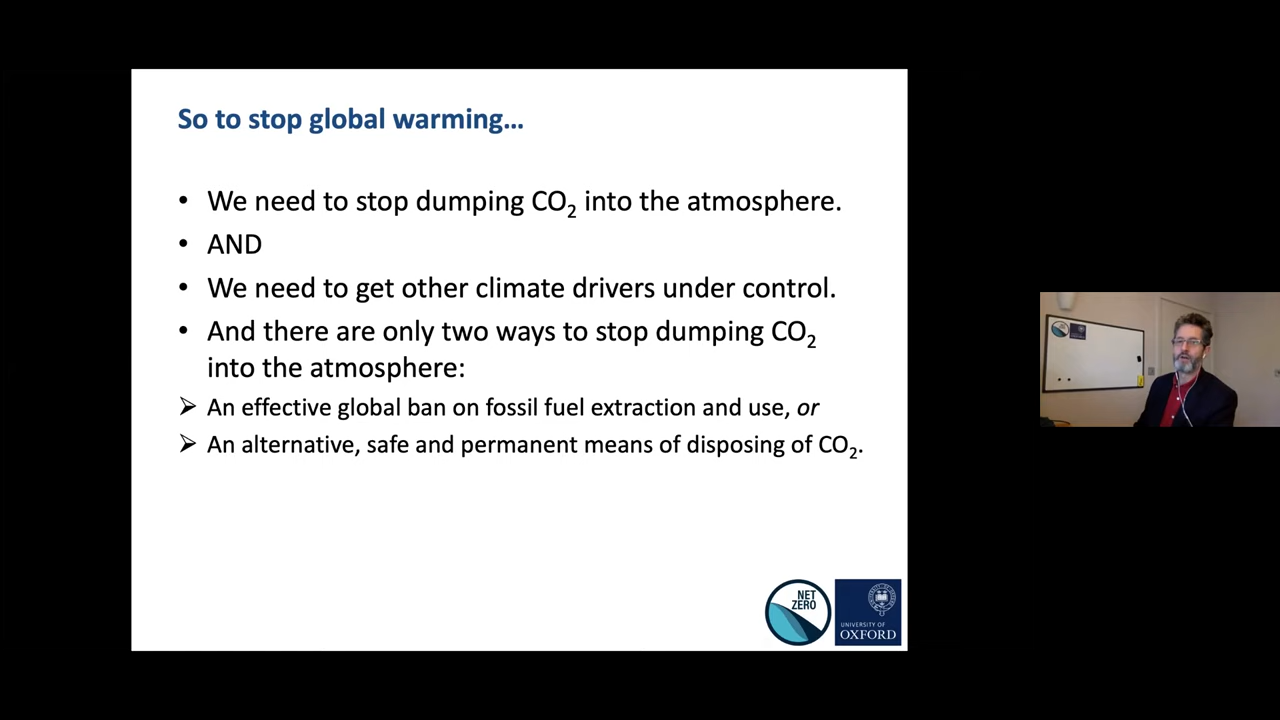 So to stop global warming...
• We need to stop dumping CO₂ into the atmosphere.
• AND
• We need to get other climate drivers under control.
• And there are only two ways to stop dumping CO₂
into the atmosphere:
➢ An effective global ban on fossil fuel extraction and use, or
➢ An alternative, safe and permanent means of disposing of CO₂.
NET
ZERO
UNIVERSITY OF
OXFORD